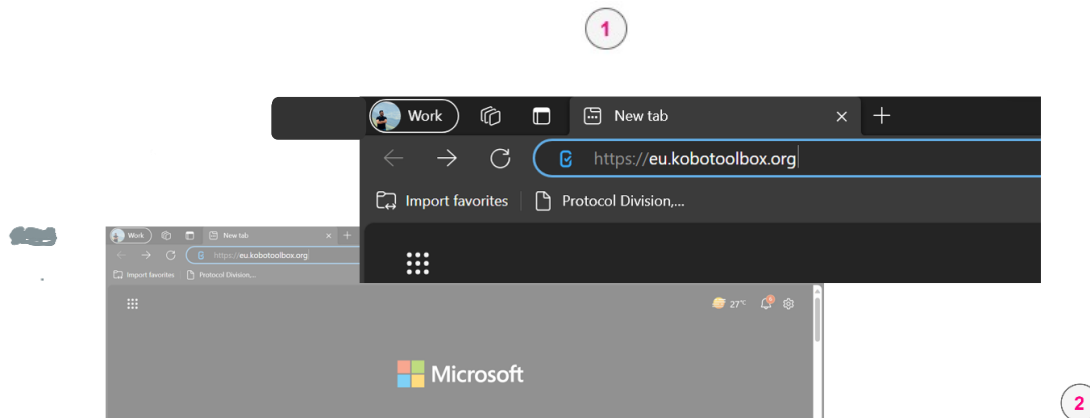 1
Work
New tab
https://eu.kobotoolbox.org
Import favorites
Protocol Division,...
Work
New tab
https://eu.kobotoolbox.org
Import favorites
Protocol Division,...
27°C
Microsoft
2